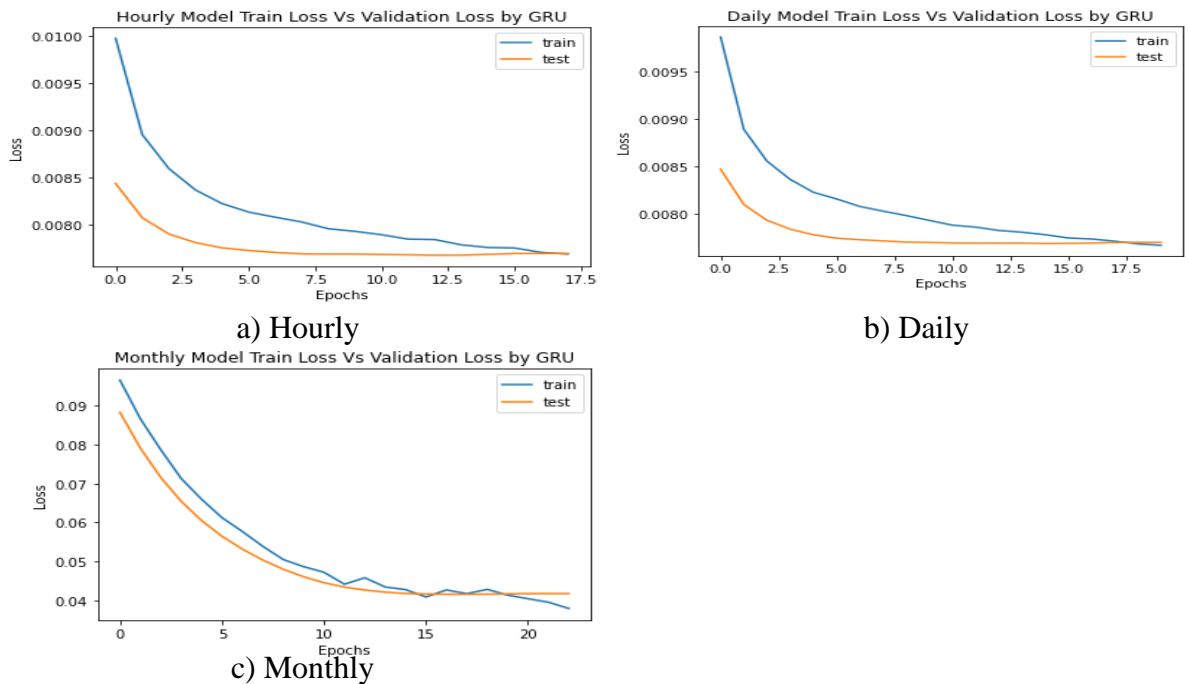 Hourly Model Train Loss Vs Validation Loss by GRU
0.0100
0.0095
0.0090
0.0085
0.0080
Loss
train
test
0.0 2.5 5.0 7.5 10.0 12.5 15.0 17.5
Epochs
a) Hourly
Daily Model Train Loss Vs Validation Loss by GRU
0.0095
0.0090
0.0085
0.0080
Loss
train
test
0.0 2.5 5.0 7.5 10.0 12.5 15.0 17.5
Epochs
b) Daily
Monthly Model Train Loss Vs Validation Loss by GRU
0.09
0.08
0.07
0.06
0.05
0.04
Loss
train
test
0 5 10 15 20
Epochs
c) Monthly